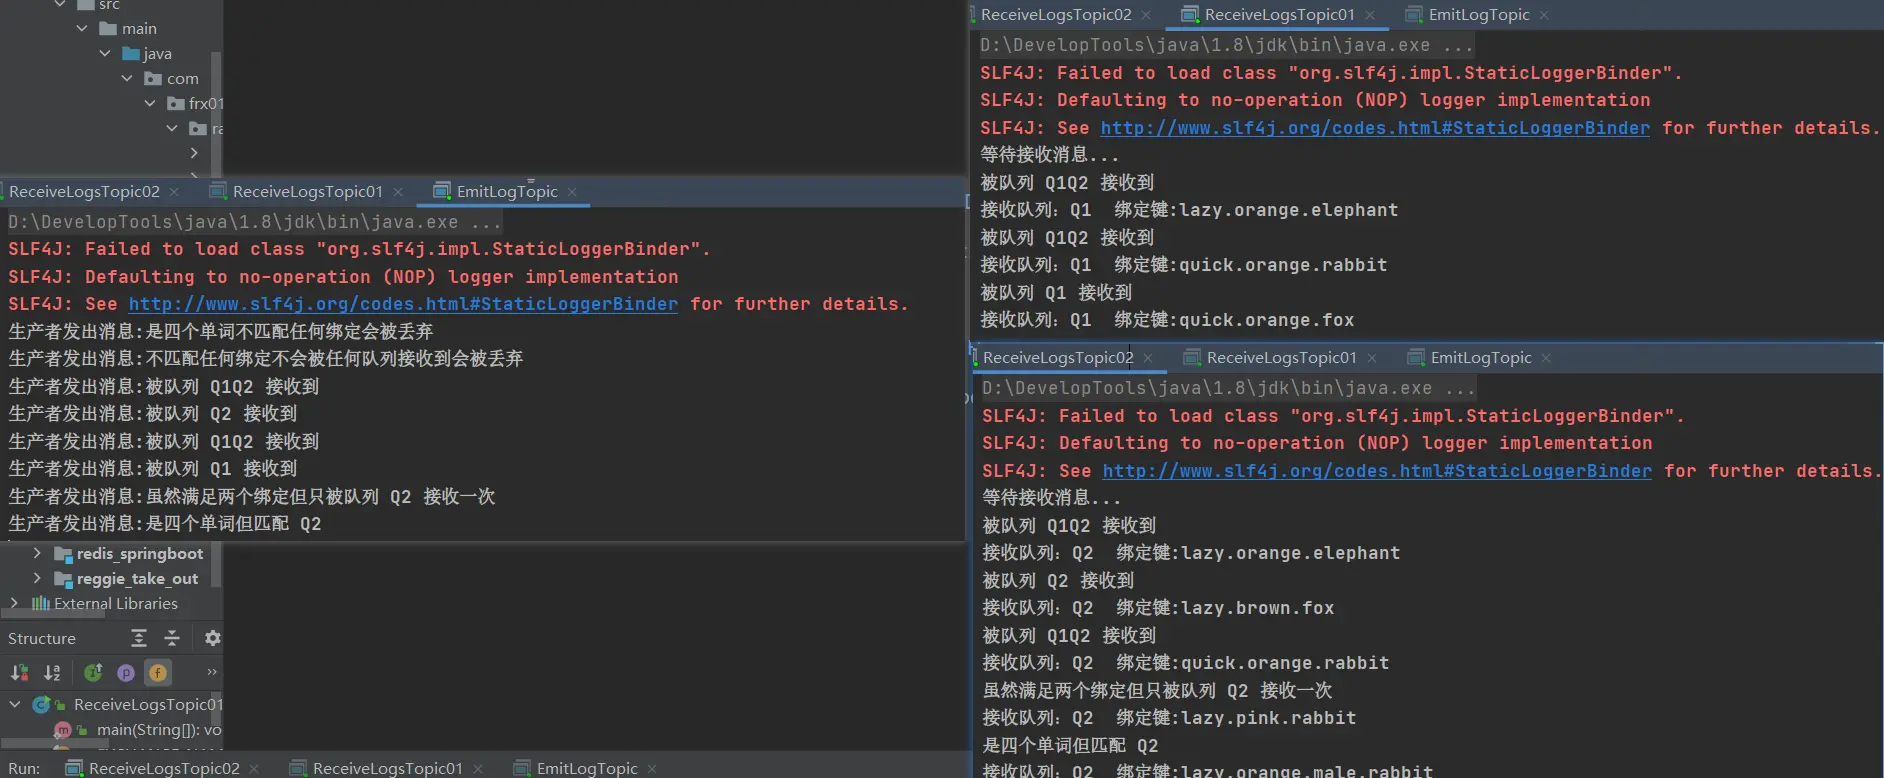 src
main
java
com
frx01
ReceiveLogsTopic02
ReceiveLogsTopic01
EmitLogTopic
D:\DevelopTools\java\1.8\jdk\bin\java.exe ...
SLF4J: Failed to load class "org.slf4j.impl.StaticLoggerBinder".
SLF4J: Defaulting to no-operation (NOP) logger implementation
SLF4J: See http://www.slf4j.org/codes.html#StaticLoggerBinder for further details.
生产者发出消息:是四个单词不匹配任何绑定会被丢弃
生产者发出消息:不匹配任何绑定不会被任何队列接收到会被丢弃
生产者发出消息:被队列 Q1Q2 接收到
生产者发出消息:被队列 Q2 接收到
生产者发出消息:被队列 Q1Q2 接收到
生产者发出消息:被队列 Q1 接收到
生产者发出消息:虽然满足两个绑定但只被队列 Q2 接收一次
生产者发出消息:是四个单词但匹配 Q2
redis_springboot
reggie_take_out
External Libraries
Structure
ReceiveLogsTopic01
main(String[]): vo
Run: ReceiveLogsTopic02 ReceiveLogsTopic01 EmitLogTopic
ReceiveLogsTopic02 ReceiveLogsTopic01 EmitLogTopic
D:\DevelopTools\java\1.8\jdk\bin\java.exe ...
SLF4J: Failed to load class "org.slf4j.impl.StaticLoggerBinder".
SLF4J: Defaulting to no-operation (NOP) logger implementation
SLF4J: See http://www.slf4j.org/codes.html#StaticLoggerBinder for further details.
等待接收消息...
被队列 Q1Q2 接收到
接收队列: Q1 绑定键:lazy.orange.elephant
被队列 Q1Q2 接收到
接收队列: Q1 绑定键:quick.orange.rabbit
被队列 Q1 接收到
接收队列: Q1 绑定键:quick.orange.fox
ReceiveLogsTopic02 ReceiveLogsTopic01 EmitLogTopic
D:\DevelopTools\java\1.8\jdk\bin\java.exe ...
SLF4J: Failed to load class "org.slf4j.impl.StaticLoggerBinder".
SLF4J: Defaulting to no-operation (NOP) logger implementation
SLF4J: See http://www.slf4j.org/codes.html#StaticLoggerBinder for further details.
等待接收消息...
被队列 Q1Q2 接收到
接收队列: Q2 绑定键:lazy.orange.elephant
被队列 Q2 接收到
接收队列: Q2 绑定键:lazy.brown.fox
被队列 Q1Q2 接收到
接收队列: Q2 绑定键:quick.orange.rabbit
虽然满足两个绑定但只被队列 Q2 接收一次
接收队列: Q2 绑定键:lazy.pink.rabbit
是四个单词但匹配 Q2
接收队列: Q2 绑定键:lazy.orange.male.rabbit